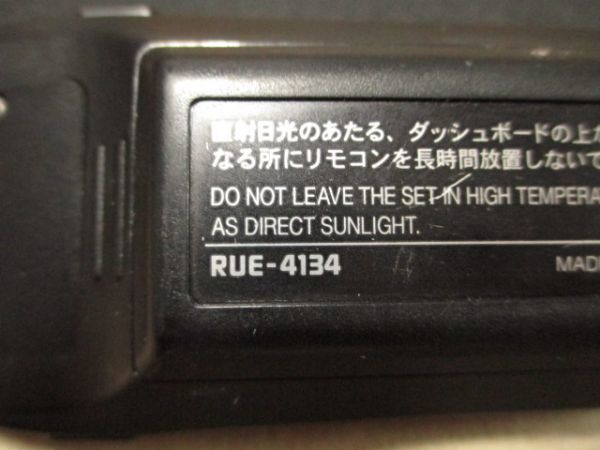 直射日光のあたる、ダッシュボードの上
なる所にリモコンを長時間放置しないで
DO NOT LEAVE THE SET IN HIGH TEMPERA
AS DIRECT SUNLIGHT.
RUE-4134 MAD